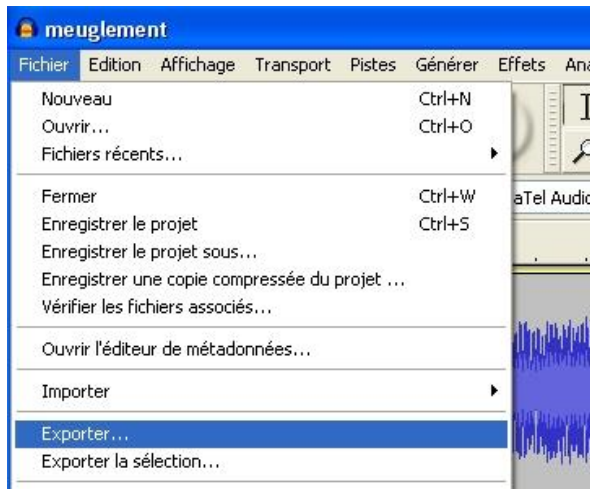 meuglement
Fichier Edition Affichage Transport Pistes Générer Effets
Nouveau Ctrl+N
Ouvrir... Ctrl+O
Fichiers récents...
Fermer Ctrl+W
aTel Audio
Enregistrer le projet Ctrl+S
Enregistrer le projet sous...
Enregistrer une copie compressée du projet ...
Vérifier les fichiers associés...
Ouvrir l'éditeur de métadonnées...
Importer
Exporter...
Exporter la sélection...